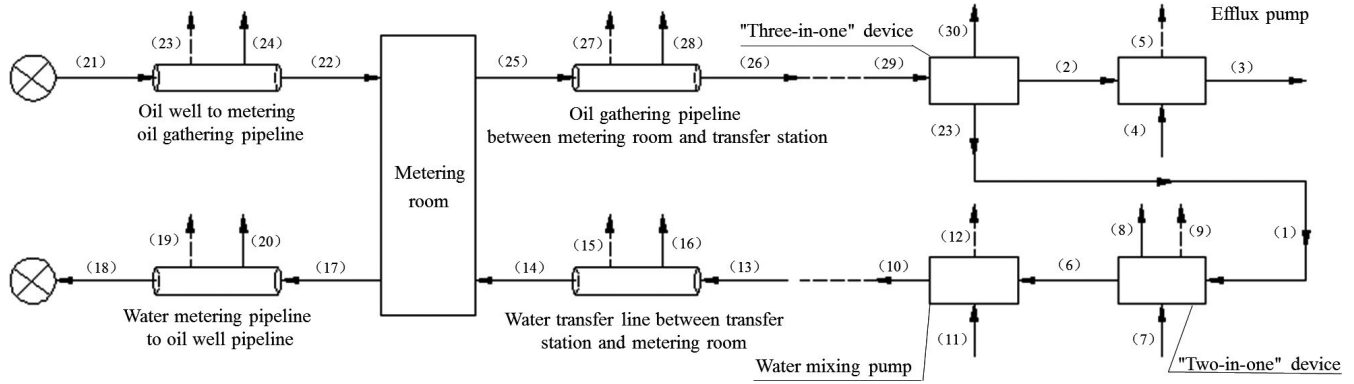 Efflux pump
"Three-in-one" device
(30)
(5)
(23)
(24)
(27)
(28)
(21)
(22)
(25)
(26)
(29)
(2)
(3)
Oil well to metering
oil gathering pipeline
Oil gathering pipeline
between metering room and transfer station
(23)
(4)
Metering
room
(19)
(20)
(15)
(16)
(12)
(8)
(9)
(1)
(18)
(17)
(14)
(13)
(10)
(6)
Water metering pipeline
to oil well pipeline
Water transfer line between transfer
station and metering room
(11)
(7)
Water mixing pump
"Two-in-one" device